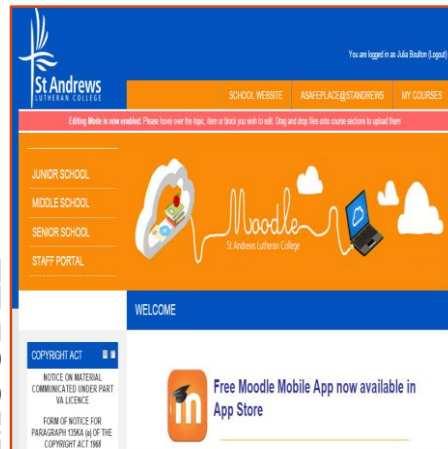 You are logged in as Julia Boulton (Logout)
St Andrews
LUTHERAN COLLEGE
SCHOOL WEBSITE
ASAFEPLACE@STANDREWS
MY COURSES
Editing Mode is now enabled: Please hover over the topic, item or block you wish to edit. Drag and drop files onto course sections to upload them
JUNIOR SCHOOL
MIDDLE SCHOOL
SENIOR SCHOOL
STAFF PORTAL
Moodle
St Andrews Lutheran College
WELCOME
COPYRIGHT ACT
NOTICE ON MATERIAL
COMMUNICATED UNDER PART
VA LICENCE
FORM OF NOTICE FOR
PARAGRAPH 135KA (a) OF THE
COPYRIGHT ACT 1968
m
Free Moodle Mobile App now available in
App Store